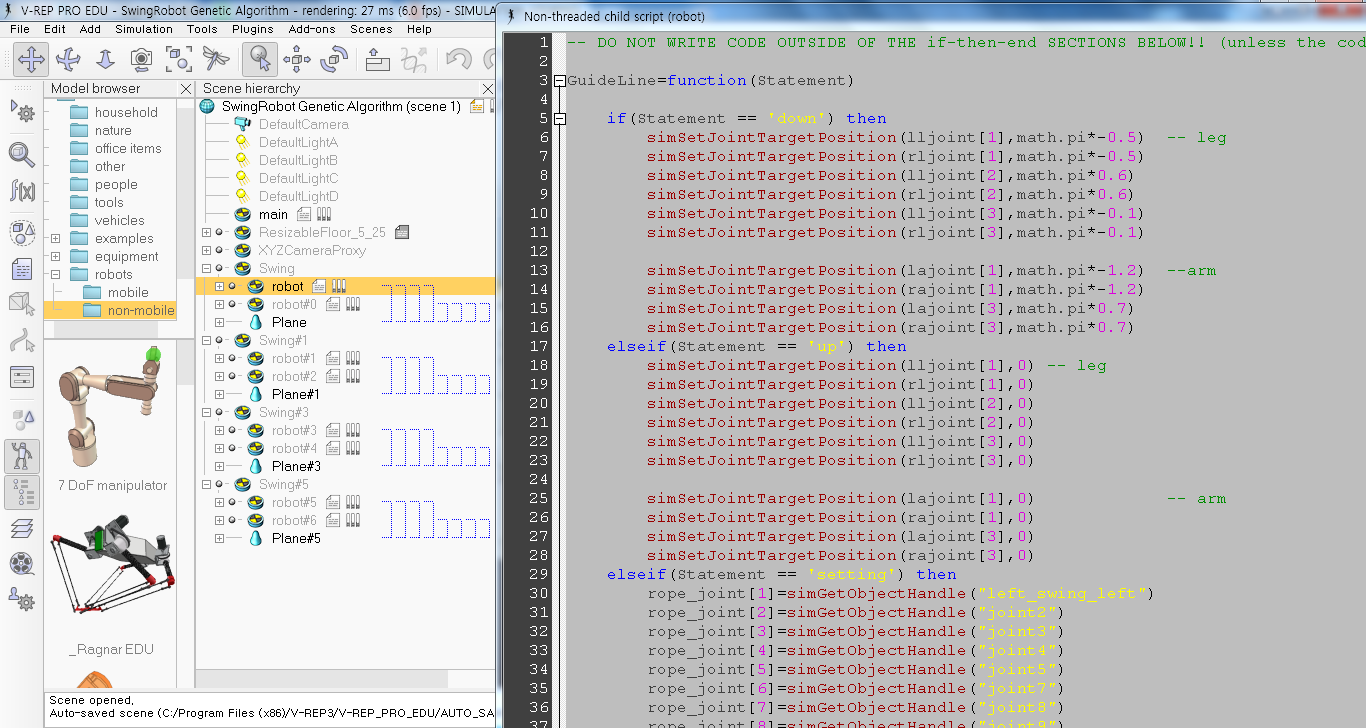 V-REP PRO EDU - SwingRobot Genetic Algorithm - rendering: 27 ms (6.0 fps) - SIMULA
File Edit Add Simulation Tools Plugins Add-ons Scenes Help
Model browser
household
nature
office items
other
people
tools
vehicles
examples
equipment
robots
mobile
non-mobile
7 DoF manipulator
_Ragnar EDU
Scene hierarchy
SwingRobot Genetic Algorithm (scene 1)
DefaultCamera
DefaultLightA
DefaultLightB
DefaultLightC
DefaultLightD
main
ResizableFloor_5_25
XYZCameraProxy
Swing
robot
robot#0
Plane
Swing#1
robot#1
robot#2
Plane#1
Swing#3
robot#3
robot#4
Plane#3
Swing#5
robot#5
robot#6
Plane#5
Scene opened.
Auto-saved scene (C:/Program Files (x86)/V-REP3/V-REP_PRO_EDU/AUTO_SA
f(x)
Non-threaded child script (robot)
1 -- DO NOT WRITE CODE OUTSIDE OF THE if-then-end SECTIONS BELOW!! (unless the cod
2
3 GuideLine=function(Statement)
4
5 if(Statement == 'down') then
6 simSetJointTargetPosition(lljoint[1],math.pi*-0.5) -- leg
7 simSetJointTargetPosition(rljoint[1],math.pi*-0.5)
8 simSetJointTargetPosition(lljoint[2],math.pi*0.6)
9 simSetJointTargetPosition(rljoint[2],math.pi*0.6)
10 simSetJointTargetPosition(lljoint[3],math.pi*-0.1)
11 simSetJointTargetPosition(rljoint[3],math.pi*-0.1)
12
13 simSetJointTargetPosition(lajoint[1],math.pi*-1.2) --arm
14 simSetJointTargetPosition(rajoint[1],math.pi*-1.2)
15 simSetJointTargetPosition(lajoint[3],math.pi*0.7)
16 simSetJointTargetPosition(rajoint[3],math.pi*0.7)
17 elseif(Statement == 'up') then
18 simSetJointTargetPosition(lljoint[1],0) -- leg
19 simSetJointTargetPosition(rljoint[1],0)
20 simSetJointTargetPosition(lljoint[2],0)
21 simSetJointTargetPosition(rljoint[2],0)
22 simSetJointTargetPosition(lljoint[3],0)
23 simSetJointTargetPosition(rljoint[3],0)
24
25 simSetJointTargetPosition(lajoint[1],0) -- arm
26 simSetJointTargetPosition(rajoint[1],0)
27 simSetJointTargetPosition(lajoint[3],0)
28 simSetJointTargetPosition(rajoint[3],0)
29 elseif(Statement == 'setting') then
30 rope_joint[1]=simGetObjectHandle("left_swing_left")
31 rope_joint[2]=simGetObjectHandle("joint2")
32 rope_joint[3]=simGetObjectHandle("joint3")
33 rope_joint[4]=simGetObjectHandle("joint4")
34 rope_joint[5]=simGetObjectHandle("joint5")
35 rope_joint[6]=simGetObjectHandle("joint7")
36 rope_joint[7]=simGetObjectHandle("joint8")
37 rope_joint[8]=simGetObjectHandle("joint9")